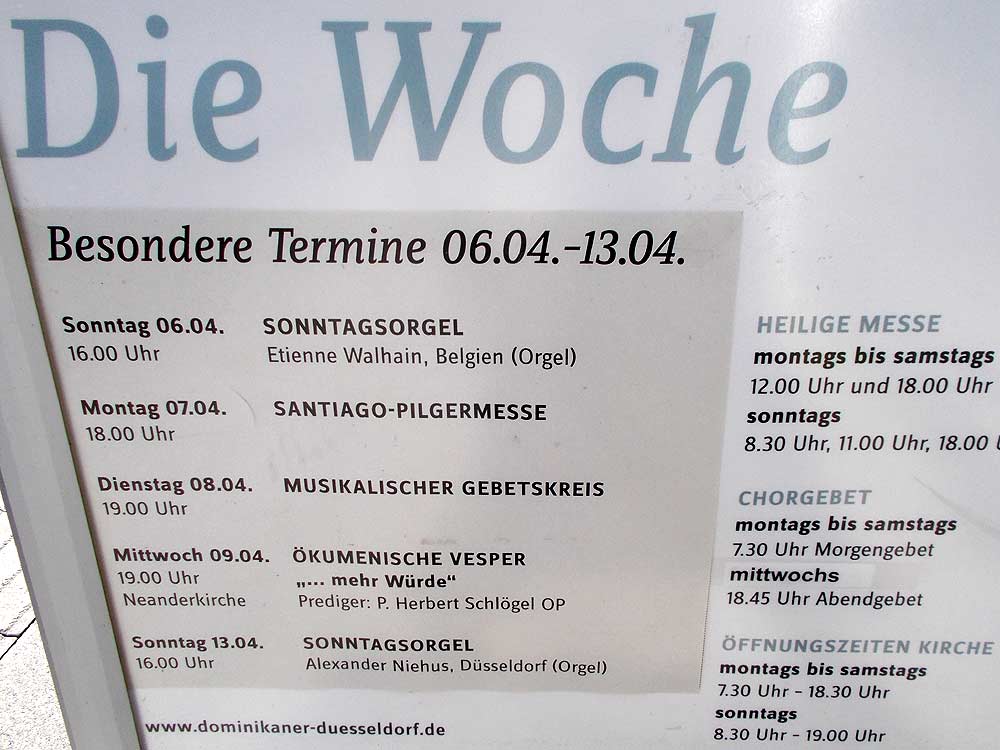 Die Woche
Besondere Termine 06.04.–13.04.
Sonntag 06.04. SONNTAGSORGEL
16.00 Uhr Etienne Walhain, Belgien (Orgel)
Montag 07.04. SANTIAGO-PILGERMESSE
18.00 Uhr
Dienstag 08.04. MUSIKALISCHER GEBETSKREIS
19.00 Uhr
Mittwoch 09.04. ÖKUMENISCHE VESPER
19.00 Uhr „... mehr Würde“
Neanderkirche Prediger: P. Herbert Schlögel OP
Sonntag 13.04. SONNTAGSORGEL
16.00 Uhr Alexander Niehus, Düsseldorf (Orgel)
www.dominikaner-duesseldorf.de
HEILIGE MESSE
montags bis samstags
12.00 Uhr und 18.00 Uhr
sonntags
8.30 Uhr, 11.00 Uhr, 18.00
CHORGEBET
montags bis samstags
7.30 Uhr Morgengebet
mittwochs
18.45 Uhr Abendgebet
ÖFFNUNGSZEITEN KIRCHE
montags bis samstags
7.30 Uhr – 18.30 Uhr
sonntags
8.30 Uhr – 19.00 Uhr